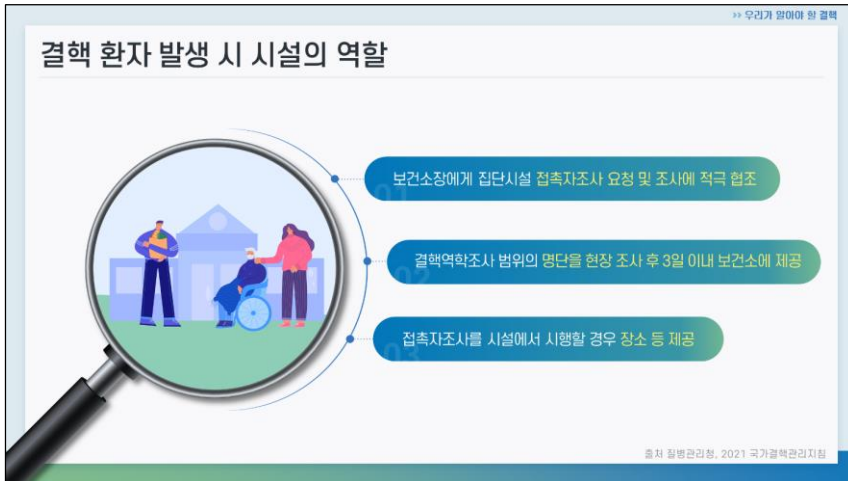 >> 우리가 알아야 할 결핵
결핵 환자 발생 시 시설의 역할
01
보건소장에게 집단시설 접촉자조사 요청 및 조사에 적극 협조
02
결핵역학조사 범위의 명단을 현장 조사 후 3일 이내 보건소에 제공
03
접촉자조사를 시설에서 시행할 경우 장소 등 제공
출처 질병관리청, 2021 국가결핵관리지침